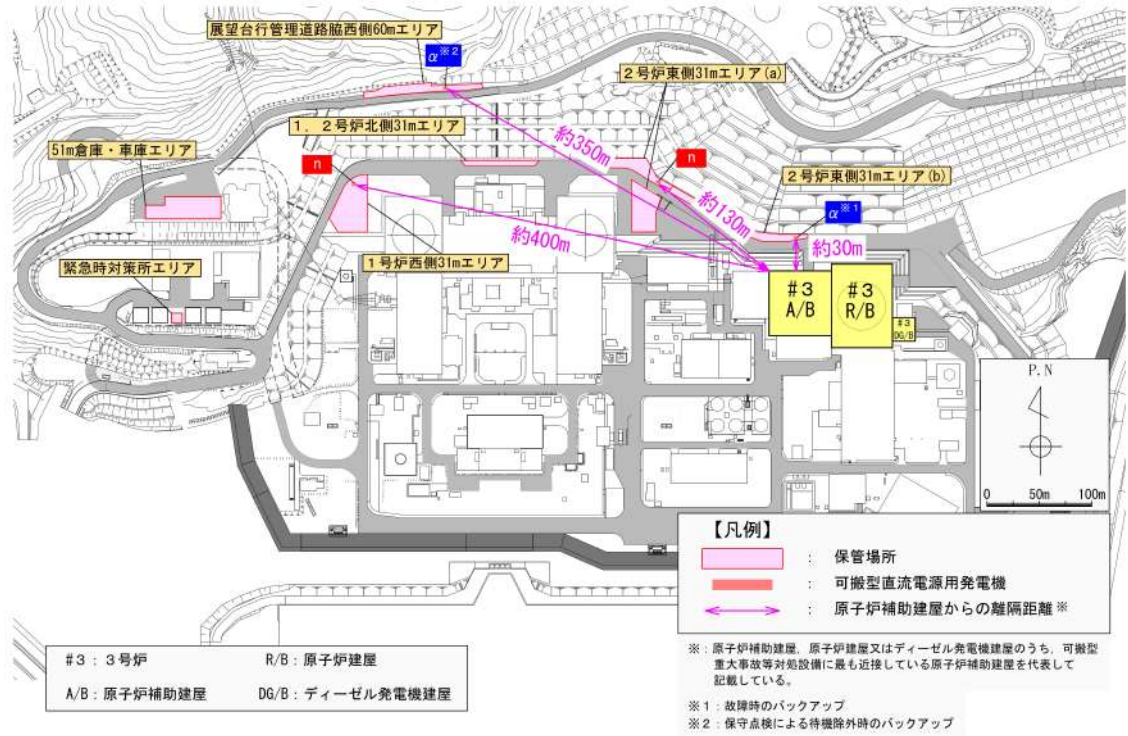 展望台行管理道路脇西側60mエリア
α※2
2号炉東側31mエリア(a)
1.2号炉北側31mエリア
51m倉庫・車庫エリア
n
約350m
n
2号炉東側31mエリア(b)
約130m
α※1
約400m
約30m
1号炉西側31mエリア
緊急時対策所エリア
#3
A/B
#3
R/B
#3
DG/B
P.N
0 50m 100m
【凡例】
: 保管場所
: 可搬型直流電源用発電機
: 原子炉補助建屋からの離隔距離※
#3:3号炉 R/B:原子炉建屋
A/B:原子炉補助建屋 DG/B:ディーゼル発電機建屋
※:原子炉補助建屋,原子炉建屋又はディーゼル発電機建屋のうち,可搬型
重大事故等対処設備に最も近接している原子炉補助建屋を代表して
記載している。
※1:故障時のバックアップ
※2:保守点検による待機除外時のバックアップ